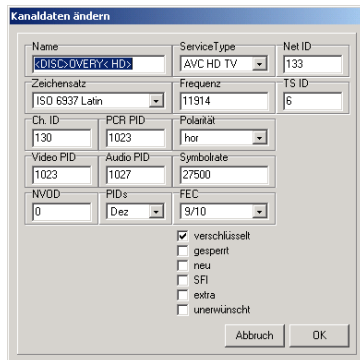 Kanaldaten ändern
Name ServiceType Net ID
<DISC>OVERY< HD> AVC HD TV 133
Zeichensatz Frequenz TS ID
ISO 6937 Latin 11914 6
Ch. ID PCR PID Polarität
130 1023 hor
Video PID Audio PID Symbolrate
1023 1027 27500
NVOD PIDs FEC
0 Dez 9/10
verschlüsselt
gesperrt
neu
SFI
extra
unerwünscht
Abbruch OK